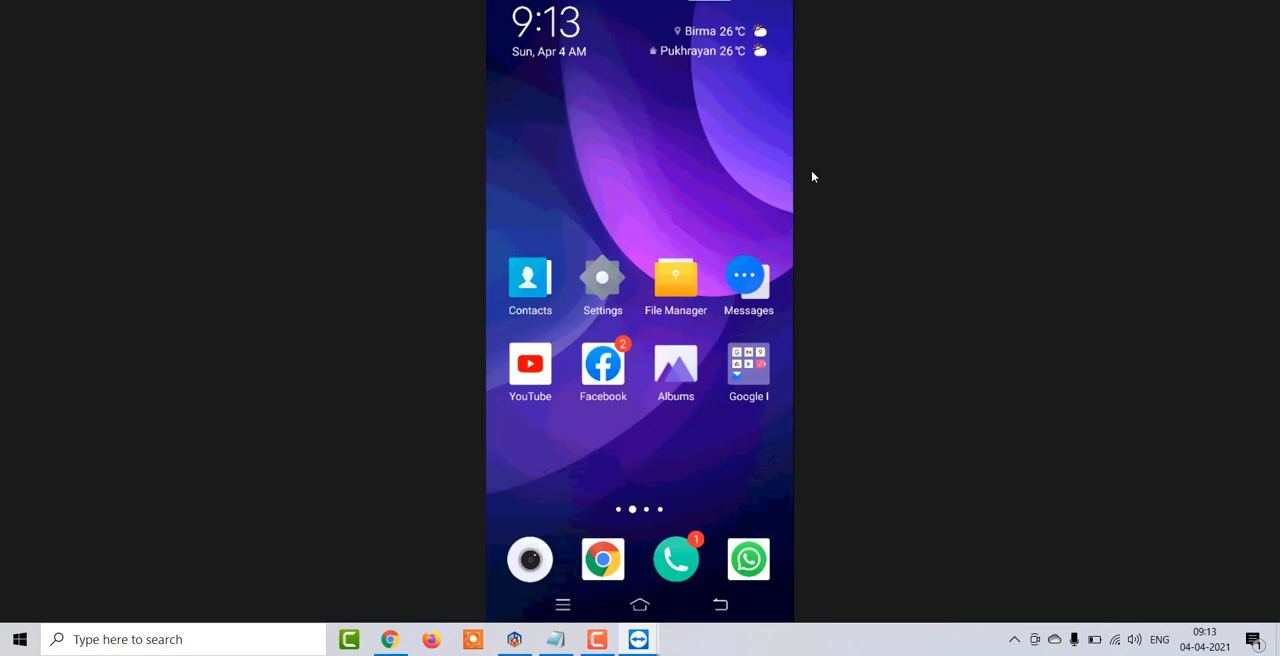 9:13
Sun, Apr 4 AM
Birma 26℃
Pukhrayan 26℃
Contacts
Settings
File Manager
Messages
YouTube
2
Facebook
Albums
Google
1
Type here to search
ENG
09:13
04-04-2021
1